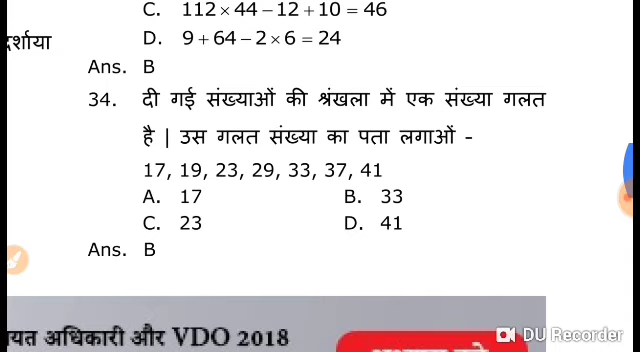 C. 112 × 44 – 12 + 10 = 46
दर्शाया
D. 9 + 64 – 2 × 6 = 24
Ans. B
34. दी गई संख्याओं की श्रंखला में एक संख्या गलत
है | उस गलत संख्या का पता लगाओं -
17, 19, 23, 29, 33, 37, 41
A. 17 B. 33
C. 23 D. 41
Ans. B
यत अधिकारी और VDO 2018
DU Recorder